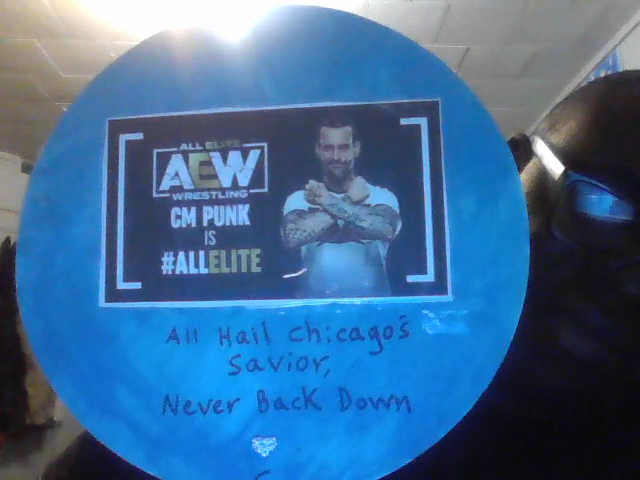 ALL ELITE
AEW
WRESTLING
CM PUNK
IS
#ALLELITE
All Hail Chicago's
Savior,
Never Back Down